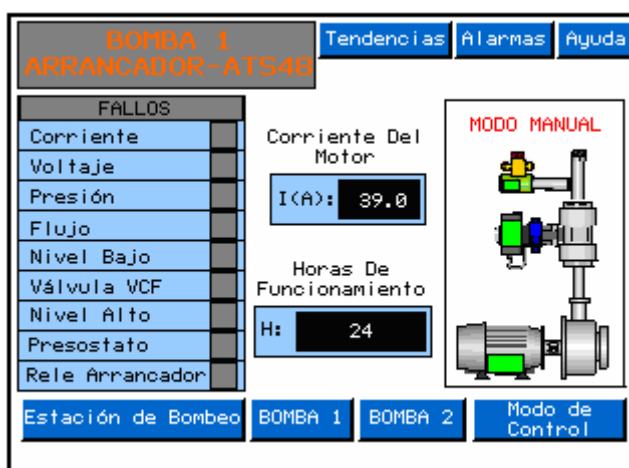 BOMBA 1
ARRANCADOR-ATS48
Tendencias
Alarmas
Ayuda
FALLOS
Corriente
Voltaje
Presión
Flujo
Nivel Bajo
Válvula VCF
Nivel Alto
Presostato
Rele Arrancador
Corriente Del
Motor
I(A): 39.0
Horas De
Funcionamiento
H: 24
MODO MANUAL
Estación de Bombeo
BOMBA 1
BOMBA 2
Modo de
Control